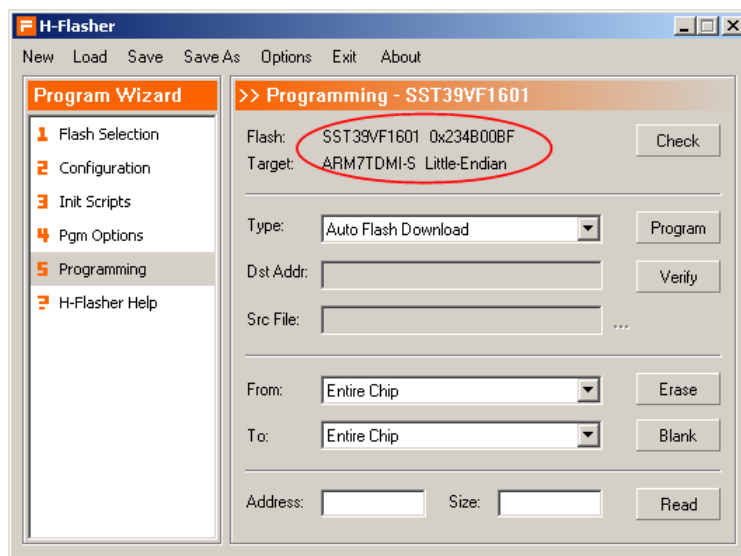 H-Flasher
New Load Save Save As Options Exit About
Program Wizard
1 Flash Selection
2 Configuration
3 Init Scripts
4 Pgm Options
5 Programming
? H-Flasher Help
>> Programming - SST39VF1601
Flash: SST39VF1601 0x234B00BF
Target: ARM7TDMI-S Little-Endian
Check
Type: Auto Flash Download
Program
Dst Addr:
Verify
Src File:
...
From: Entire Chip
Erase
To: Entire Chip
Blank
Address: Size:
Read